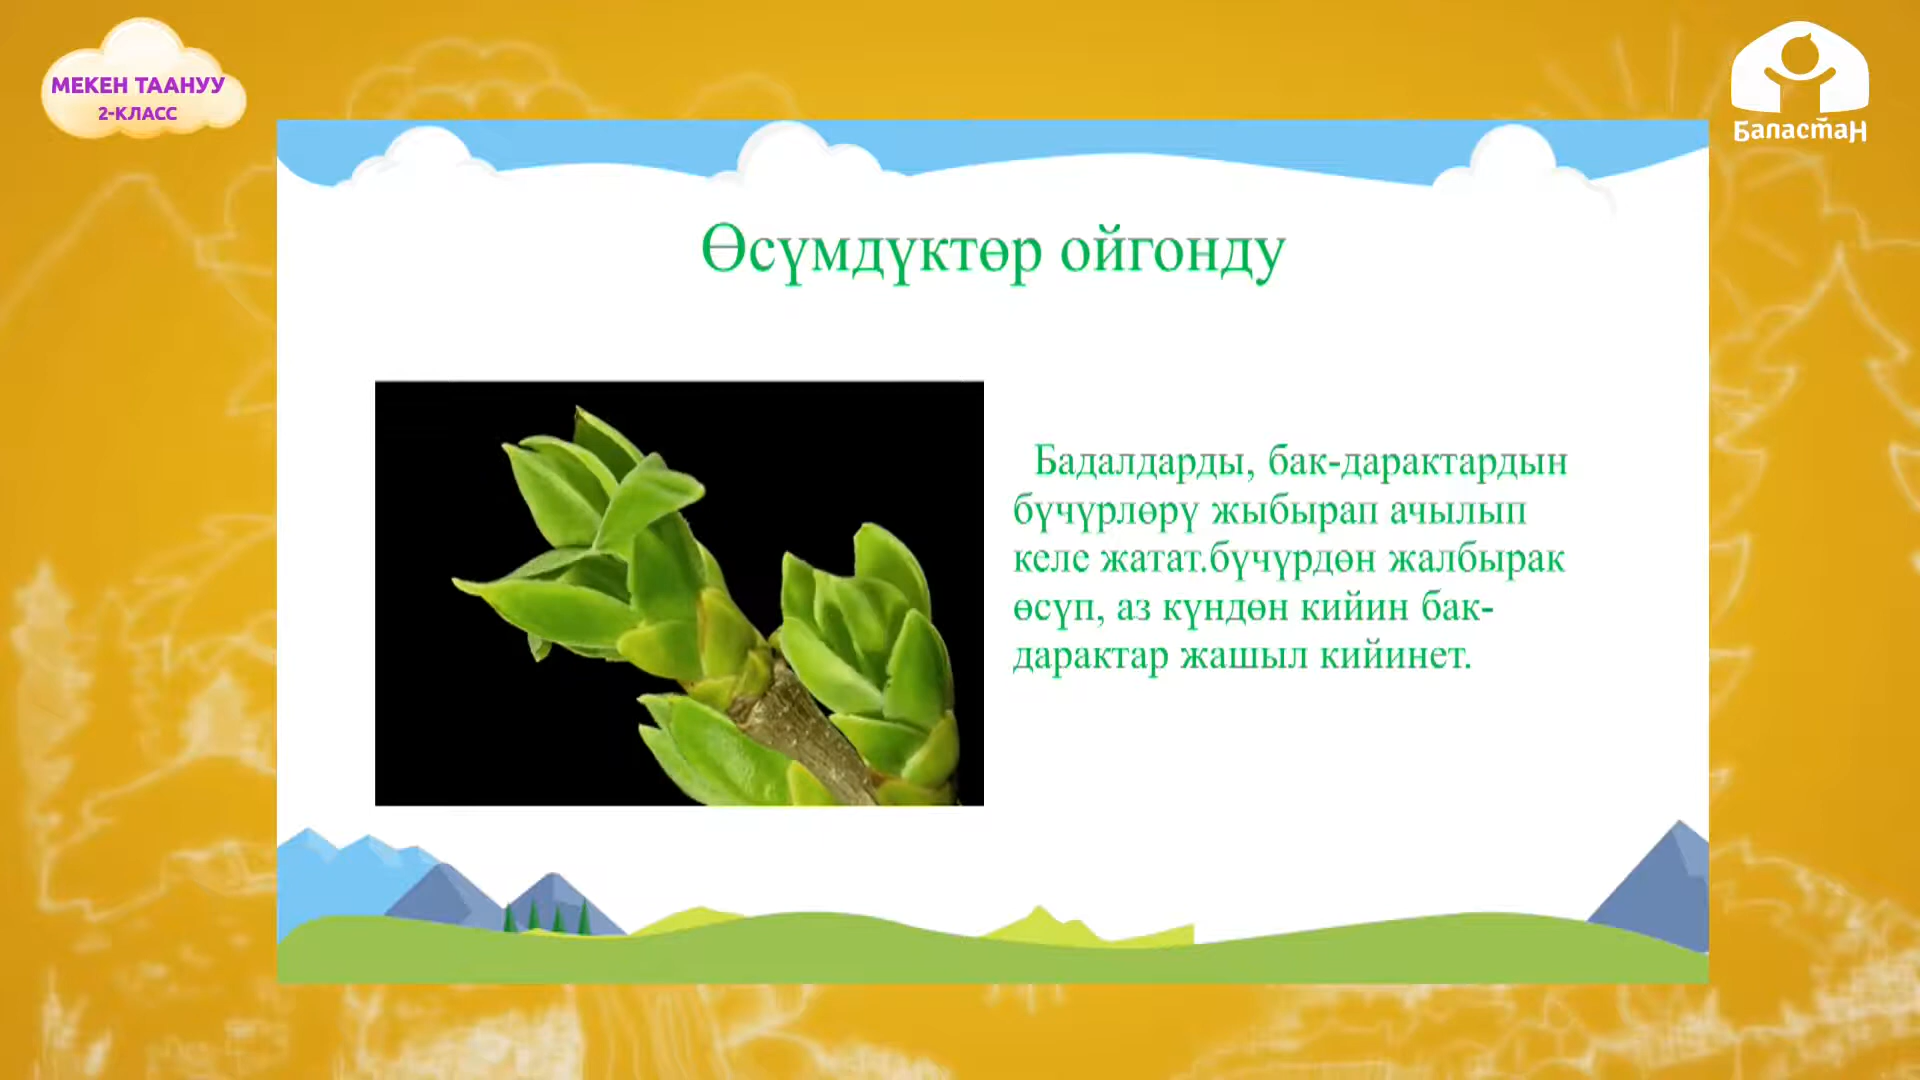 МЕКЕН ТААНУУ
2-КЛАСС
Баластан
Өсүмдүктөр ойгонду
Бадалдарды, бак-дарактардын
бүчүрлөрү жыбырап ачылып
келе жатат.бүчүрдөн жалбырак
өсүп, аз күндөн кийин бак-
дарактар жашыл кийинет.